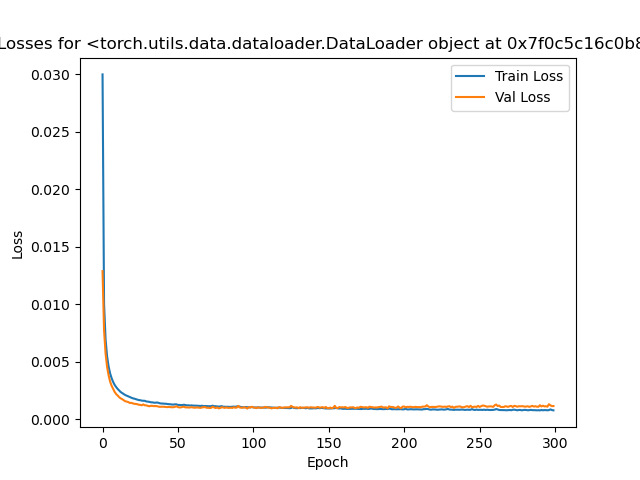 Losses for <torch.utils.data.dataloader.DataLoader object at 0x7f0c5c16c0b8
Train Loss
Val Loss
0.030
0.025
0.020
0.015
0.010
0.005
0.000
Loss
0
50
100
150
200
250
300
Epoch